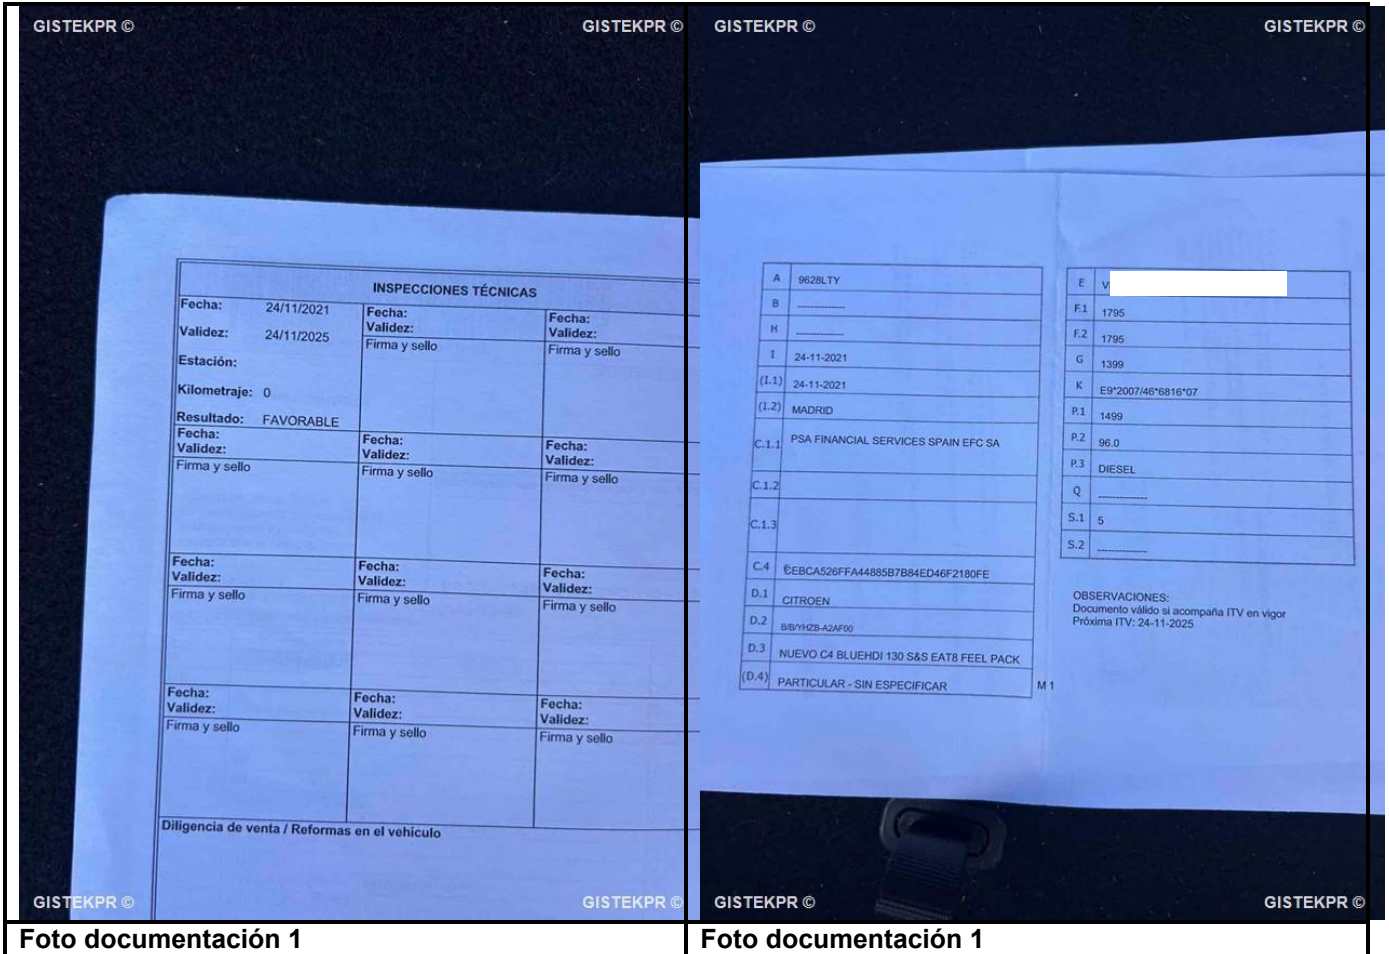 GISTEKPR ©
GISTEKPR ©
INSPECCIONES TÉCNICAS
Fecha: 24/11/2021
Validez: 24/11/2025
Estación:
Kilometraje: 0
Resultado: FAVORABLE
Fecha:
Validez:
Firma y sello
Fecha:
Validez:
Firma y sello
Fecha:
Validez:
Firma y sello
Fecha:
Validez:
Firma y sello
Fecha:
Validez:
Firma y sello
Fecha:
Validez:
Firma y sello
Fecha:
Validez:
Firma y sello
Fecha:
Validez:
Firma y sello
Fecha:
Validez:
Firma y sello
Fecha:
Validez:
Firma y sello
Fecha:
Validez:
Firma y sello
Diligencia de venta / Reformas en el vehículo
GISTEKPR ©
GISTEKPR ©
Foto documentación 1
GISTEKPR ©
GISTEKPR ©
A 9628LTY
B --------------
H --------------
I 24-11-2021
(I.1) 24-11-2021
(I.2) MADRID
C.1.1 PSA FINANCIAL SERVICES SPAIN EFC SA
C.1.2
C.1.3
C.4 CEBCA526FFA44885B7B84ED46F2180FE
D.1 CITROEN
D.2 B/B/YHZB-A2AF00
D.3 NUEVO C4 BLUEHDI 130 S&S EAT8 FEEL PACK
(D.4) PARTICULAR - SIN ESPECIFICAR M 1
E V
F.1 1795
F.2 1795
G 1399
K E9*2007/46*6816*07
P.1 1499
P.2 96.0
P.3 DIESEL
Q --------------
S.1 5
S.2 --------------
OBSERVACIONES:
Documento válido si acompaña ITV en vigor
Próxima ITV: 24-11-2025
GISTEKPR ©
GISTEKPR ©
Foto documentación 1